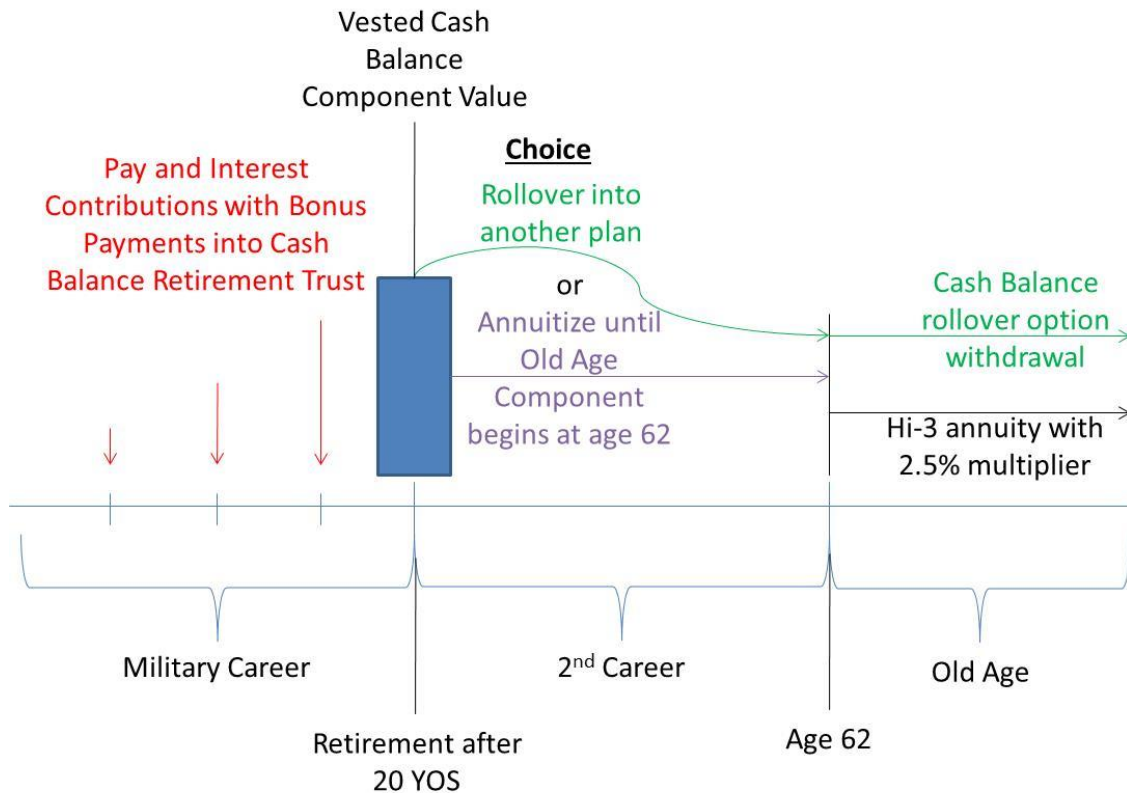 Vested Cash
Balance
Component Value
Choice
Pay and Interest
Contributions with Bonus
Payments into Cash
Balance Retirement Trust
Rollover into
another plan
or
Annuitize until
Old Age
Component
begins at age 62
Cash Balance
rollover option
withdrawal
Hi-3 annuity with
2.5% multiplier
Military Career
2nd Career
Old Age
Retirement after
20 YOS
Age 62